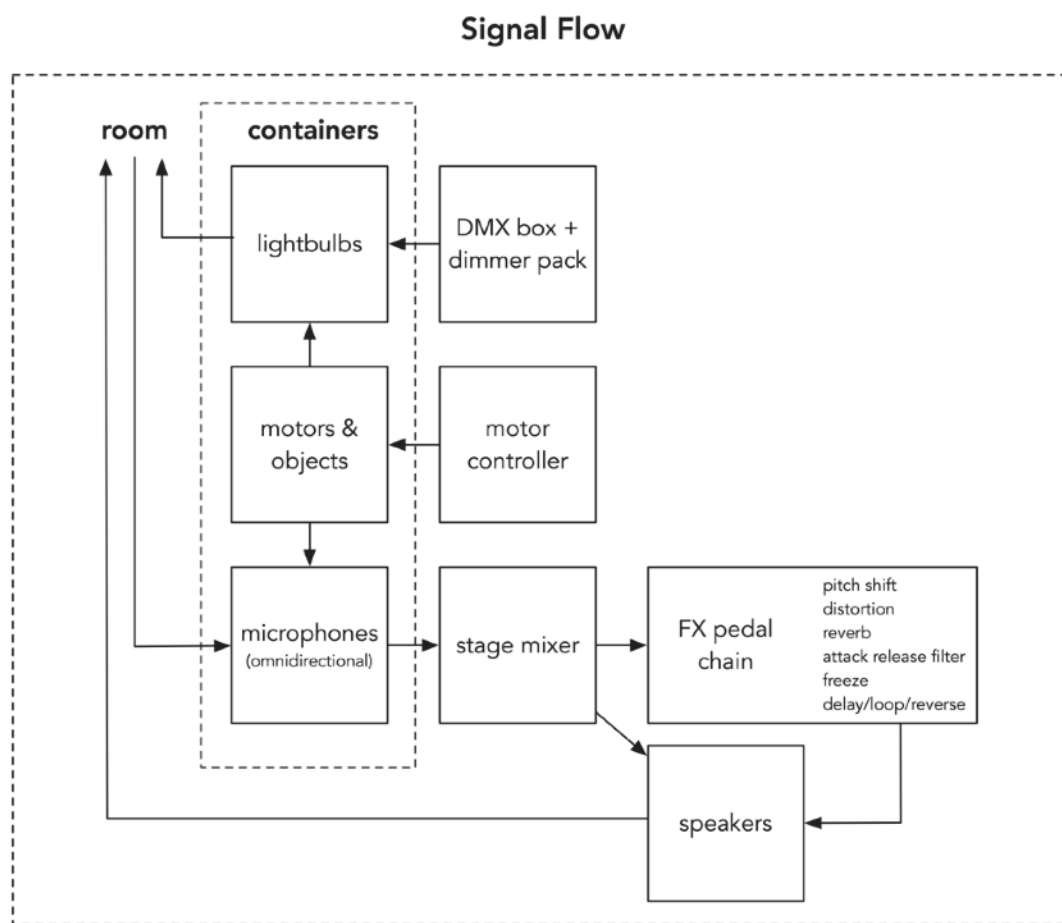 Signal Flow
room
containers
lightbulbs
DMX box +
dimmer pack
motors &
objects
motor
controller
microphones
(omnidirectional)
stage mixer
FX pedal
chain
pitch shift
distortion
reverb
attack release filter
freeze
delay/loop/reverse
speakers